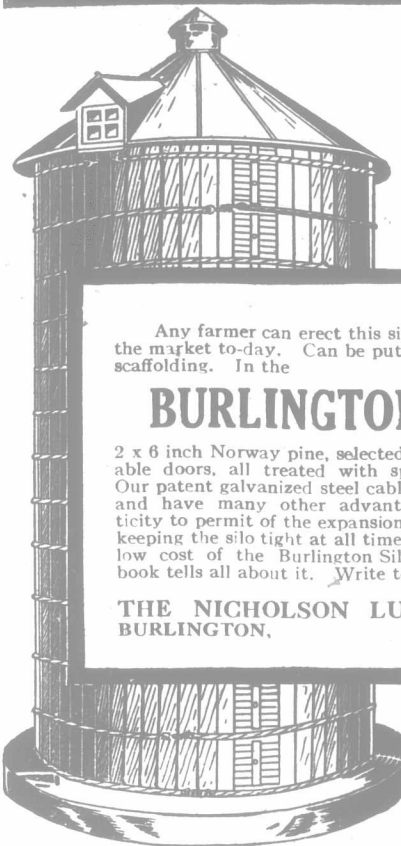 Any farmer can erect this si
the market to-day. Can be put
scaffolding. In the
BURLINGTO
2 x 6 inch Norway pine, selected
able doors, all treated with s
Our patent galvanized steel cabl
and have many other advant
ticity to permit of the expansion
keeping the silo tight at all time
low cost of the Burlington Sil
book tells all about it. Write t
THE NICHOLSON LU
BURLINGTON,